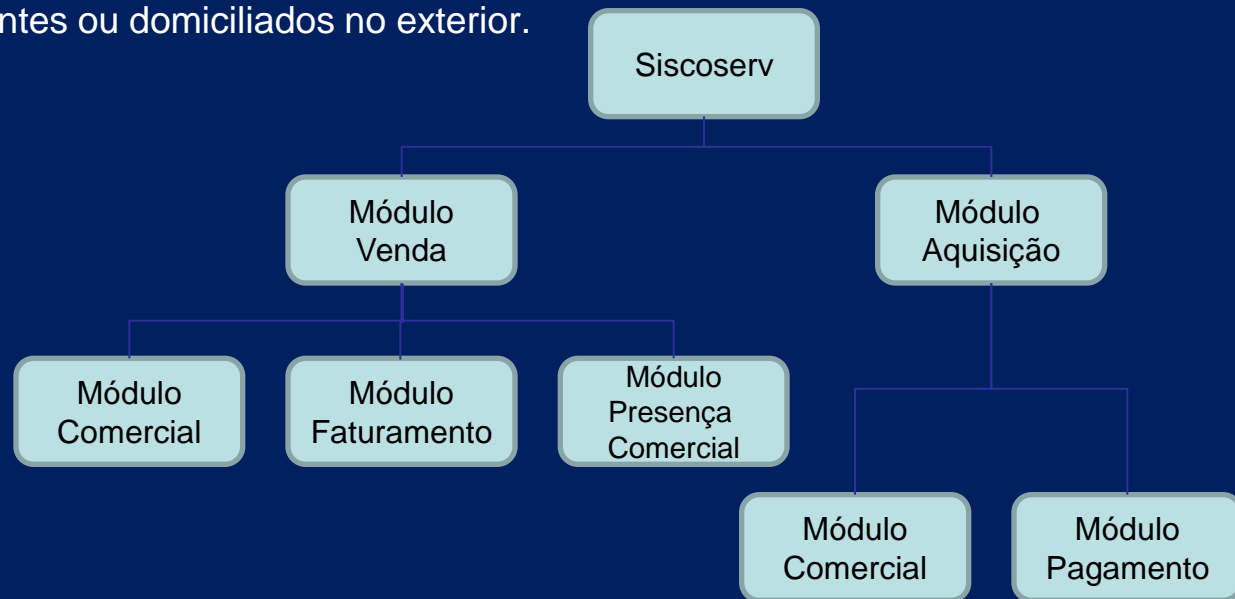 ntes ou domiciliados no exterior.
Siscoserv
Módulo
Venda
Módulo
Aquisição
Módulo
Comercial
Módulo
Faturamento
Módulo
Presença
Comercial
Módulo
Comercial
Módulo
Pagamento